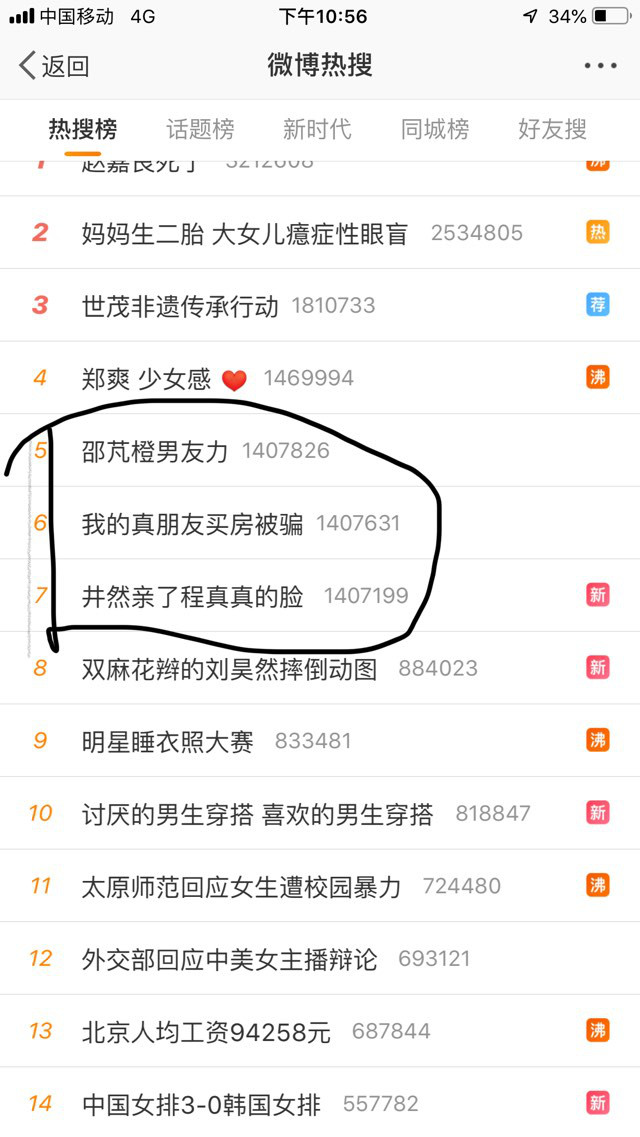 中国移动 4G 下午10:56 34%
返回 微博热搜
热搜榜 话题榜 新时代 同城榜 好友搜
1 赵嘉良死了 3212608 沸
2 妈妈生二胎 大女儿癔症性眼盲 2534805 热
3 世茂非遗传承行动 1810733 荐
4 郑爽 少女感 ❤️ 1469994 沸
5 邵芃橙男友力 1407826
6 我的真朋友买房被骗 1407631
7 井然亲了程真真的脸 1407199 新
8 双麻花辫的刘昊然摔倒动图 884023 新
9 明星睡衣照大赛 833481 沸
10 讨厌的男生穿搭 喜欢的男生穿搭 818847 新
11 太原师范回应女生遭校园暴力 724480 沸
12 外交部回应中美女主播辩论 693121
13 北京人均工资94258元 687844 沸
14 中国女排3-0韩国女排 557782 新